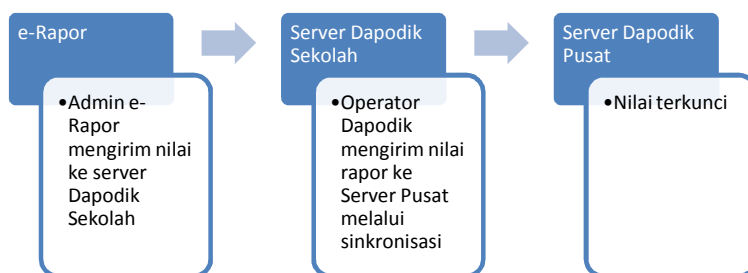 e-Rapor
•Admin e-
Rapor
mengirim nilai
ke server
Dapodik
Sekolah
Server Dapodik
Sekolah
•Operator
Dapodik
mengirim nilai
rapor ke
Server Pusat
melalui
sinkronisasi
Server Dapodik
Pusat
•Nilai terkunci